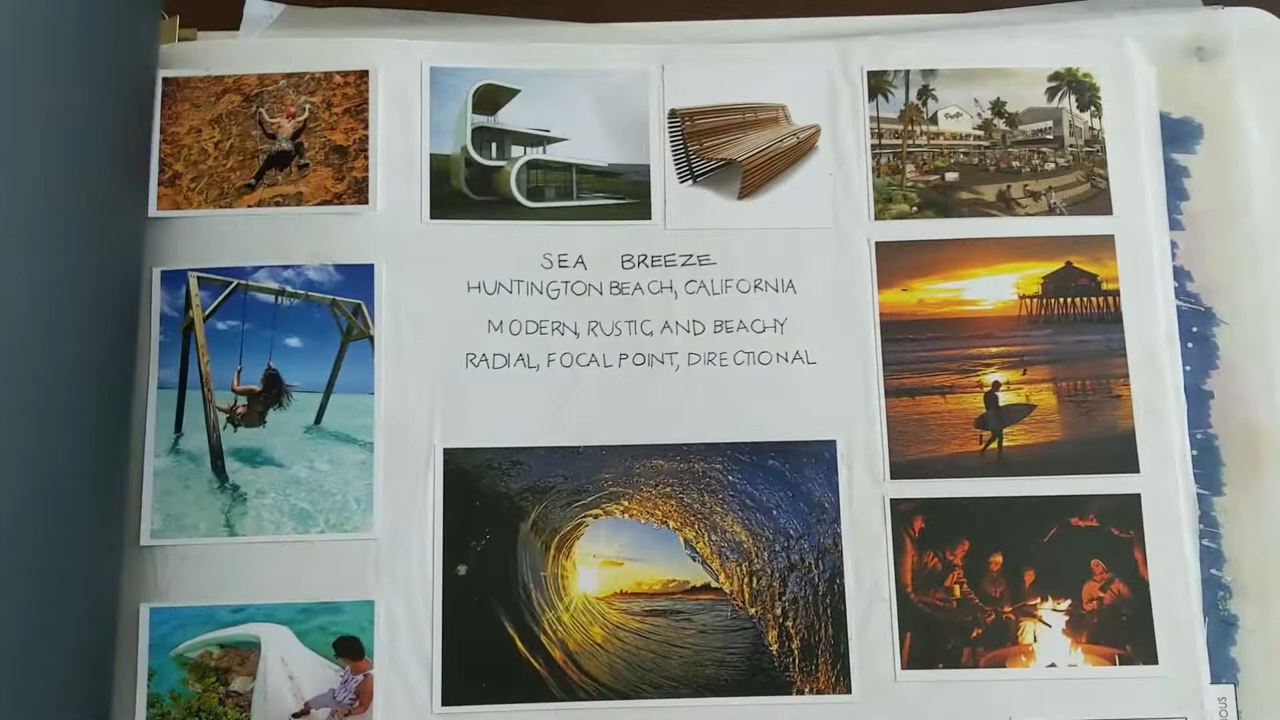 SEA BREEZE
HUNTINGTON BEACH, CALIFORNIA
MODERN, RUSTIC, AND BEACHY
RADIAL, FOCAL POINT, DIRECTIONAL